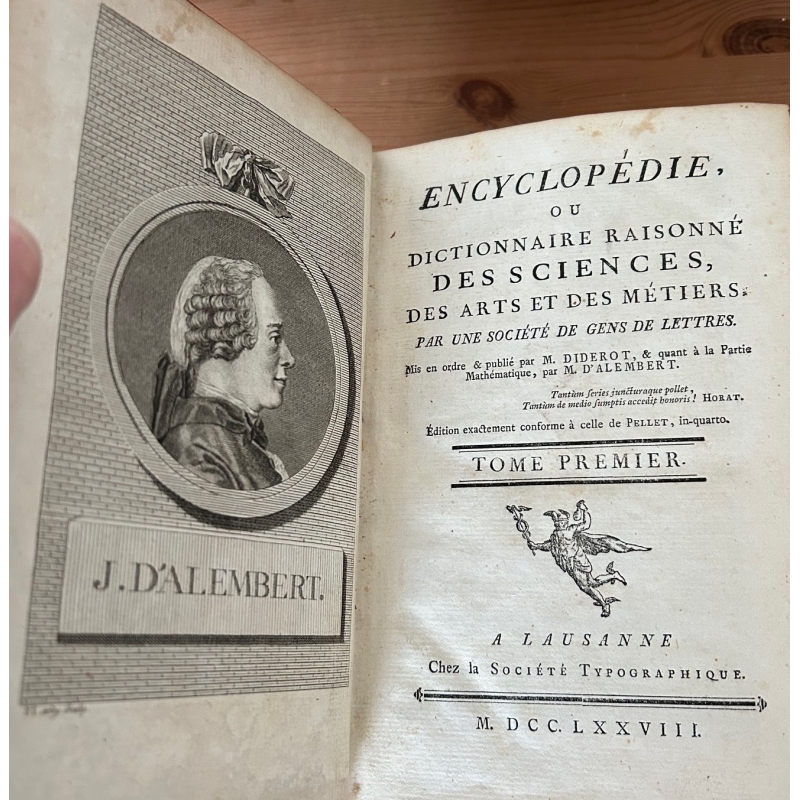 J. D'ALEMBERT.
ENCYCLOPÉDIE,
OU
DICTIONNAIRE RAISONNÉ
DES SCIENCES,
DES ARTS ET DES MÉTIERS.
PAR UNE SOCIÉTÉ DE GENS DE LETTRES.
Mis en ordre & publié par M. DIDEROT, & quant à la Partie
Mathématique, par M. D'ALEMBERT.
Tantùm ſeries juncturaque pollet,
Tantùm de medio ſumptis accedit honoris! HORAT.
Édition exactement conforme à celle de PELLET, in-quarto.
TOME PREMIER.
A LAUSANNE
Chez la SOCIÉTÉ TYPOGRAPHIQUE.
M. DCC. LXXVIII.